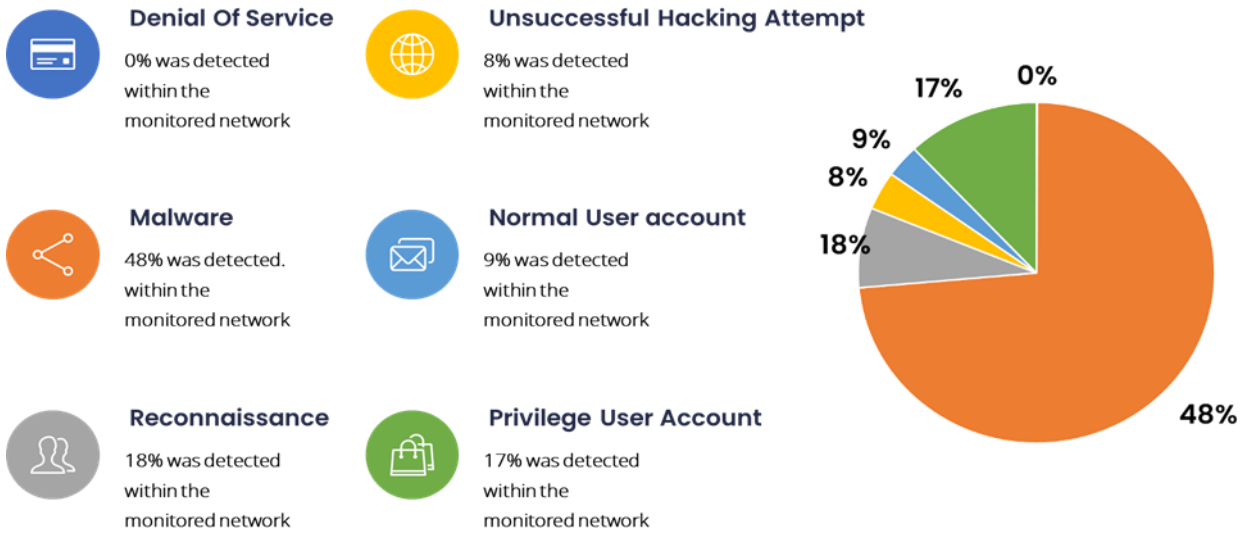 Denial Of Service
0% was detected
within the
monitored network
Unsuccessful Hacking Attempt
8% was detected
within the
monitored network
Malware
48% was detected.
within the
monitored network
Normal User account
9% was detected
within the
monitored network
Reconnaissance
18% was detected
within the
monitored network
Privilege User Account
17% was detected
within the
monitored network
0%
17%
9%
8%
18%
48%